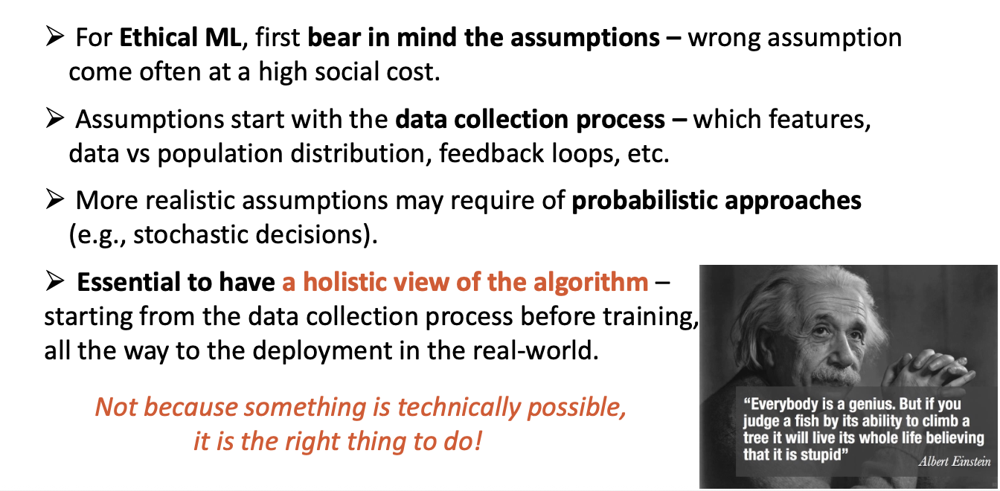 ➢ For Ethical ML, first bear in mind the assumptions – wrong assumption
come often at a high social cost.
➢ Assumptions start with the data collection process – which features,
data vs population distribution, feedback loops, etc.
➢ More realistic assumptions may require of probabilistic approaches
(e.g., stochastic decisions).
➢ Essential to have a holistic view of the algorithm –
starting from the data collection process before training,
all the way to the deployment in the real-world.
Not because something is technically possible,
it is the right thing to do!
“Everybody is a genius. But if you
judge a fish by its ability to climb a
tree it will live its whole life believing
that it is stupid”
Albert Einstein